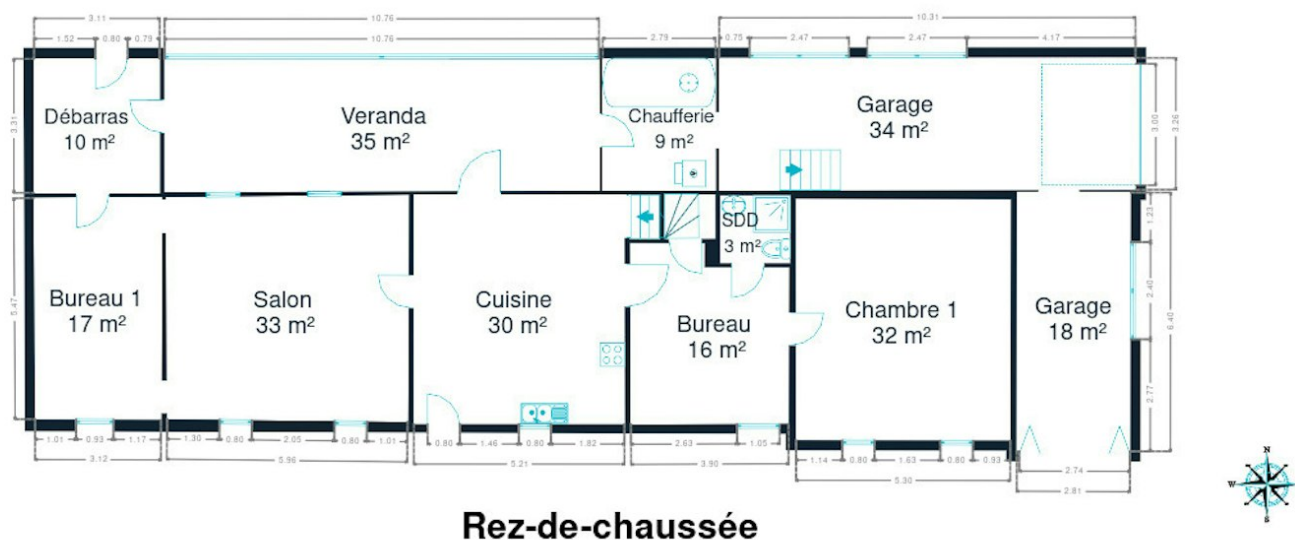 3.11
10.76
10.31
1.52 0.80 0.79
10.76
2.79
0.75 2.47 2.47 4.17
3.31
Débarras
10 m²
Veranda
35 m²
Chaufferie
9 m²
Garage
34 m²
3.00
3.26
5.47
Bureau 1
17 m²
Salon
33 m²
Cuisine
30 m²
SDD
3 m²
Bureau
16 m²
Chambre 1
32 m²
Garage
18 m²
1.23
2.40
2.77
6.40
1.01 0.93 1.17
3.12
1.30 0.80 2.05 0.80 1.01
5.96
0.80 1.46 0.80 1.82
5.21
2.63 1.05
3.90
1.14 0.80 1.63 0.80 0.93
5.30
2.74
2.81
N
W E
S
Rez-de-chaussée